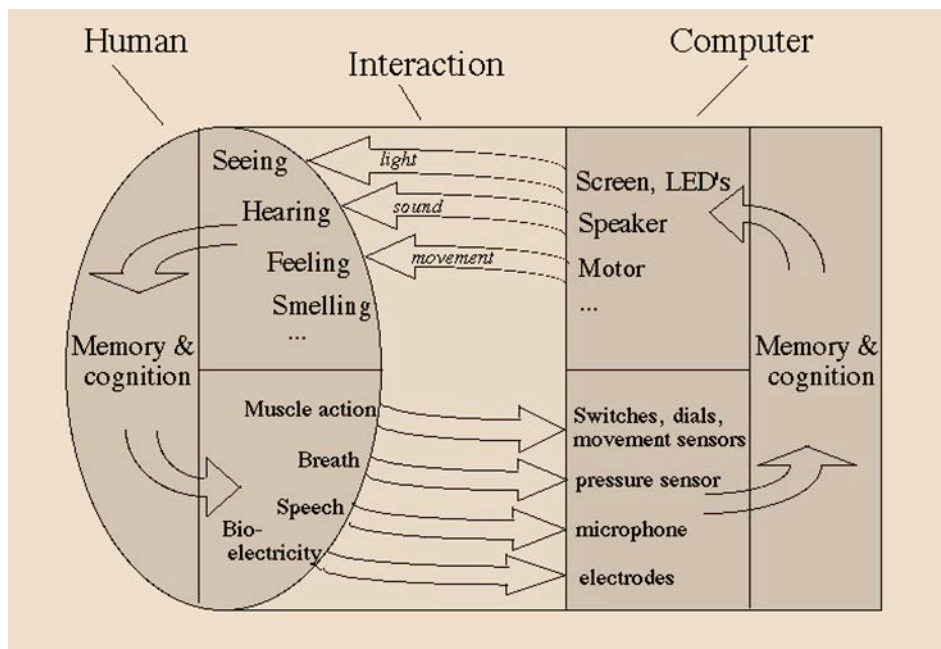 Human
Interaction
Computer
Seeing
Hearing
Feeling
Smelling
...
light
sound
movement
Screen, LED's
Speaker
Motor
...
Memory &
cognition
Memory &
cognition
Muscle action
Breath
Speech
Bio-
electricity
Switches, dials,
movement sensors
pressure sensor
microphone
electrodes